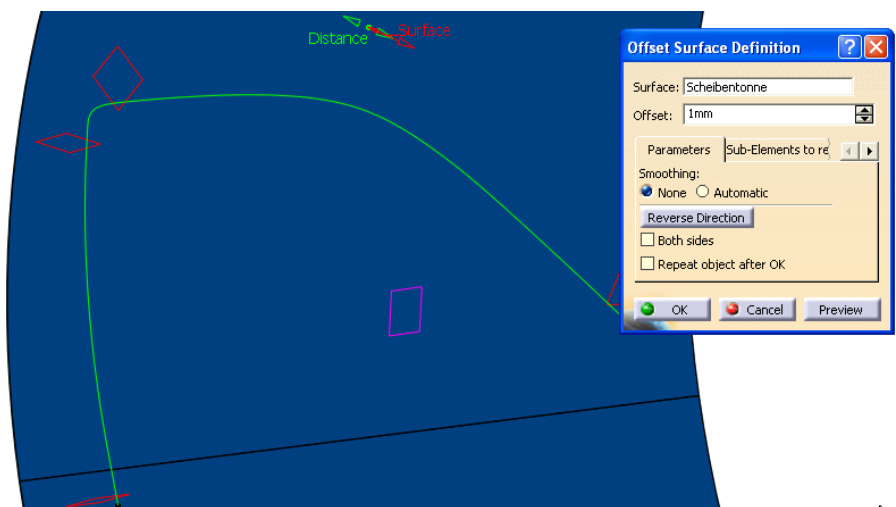 Distance
Surface
Offset Surface Definition
?
X
Surface: Scheibentonne
Offset: 1mm
Parameters
Sub-Elements to re
Smoothing:
None
Automatic
Reverse Direction
Both sides
Repeat object after OK
OK
Cancel
Preview